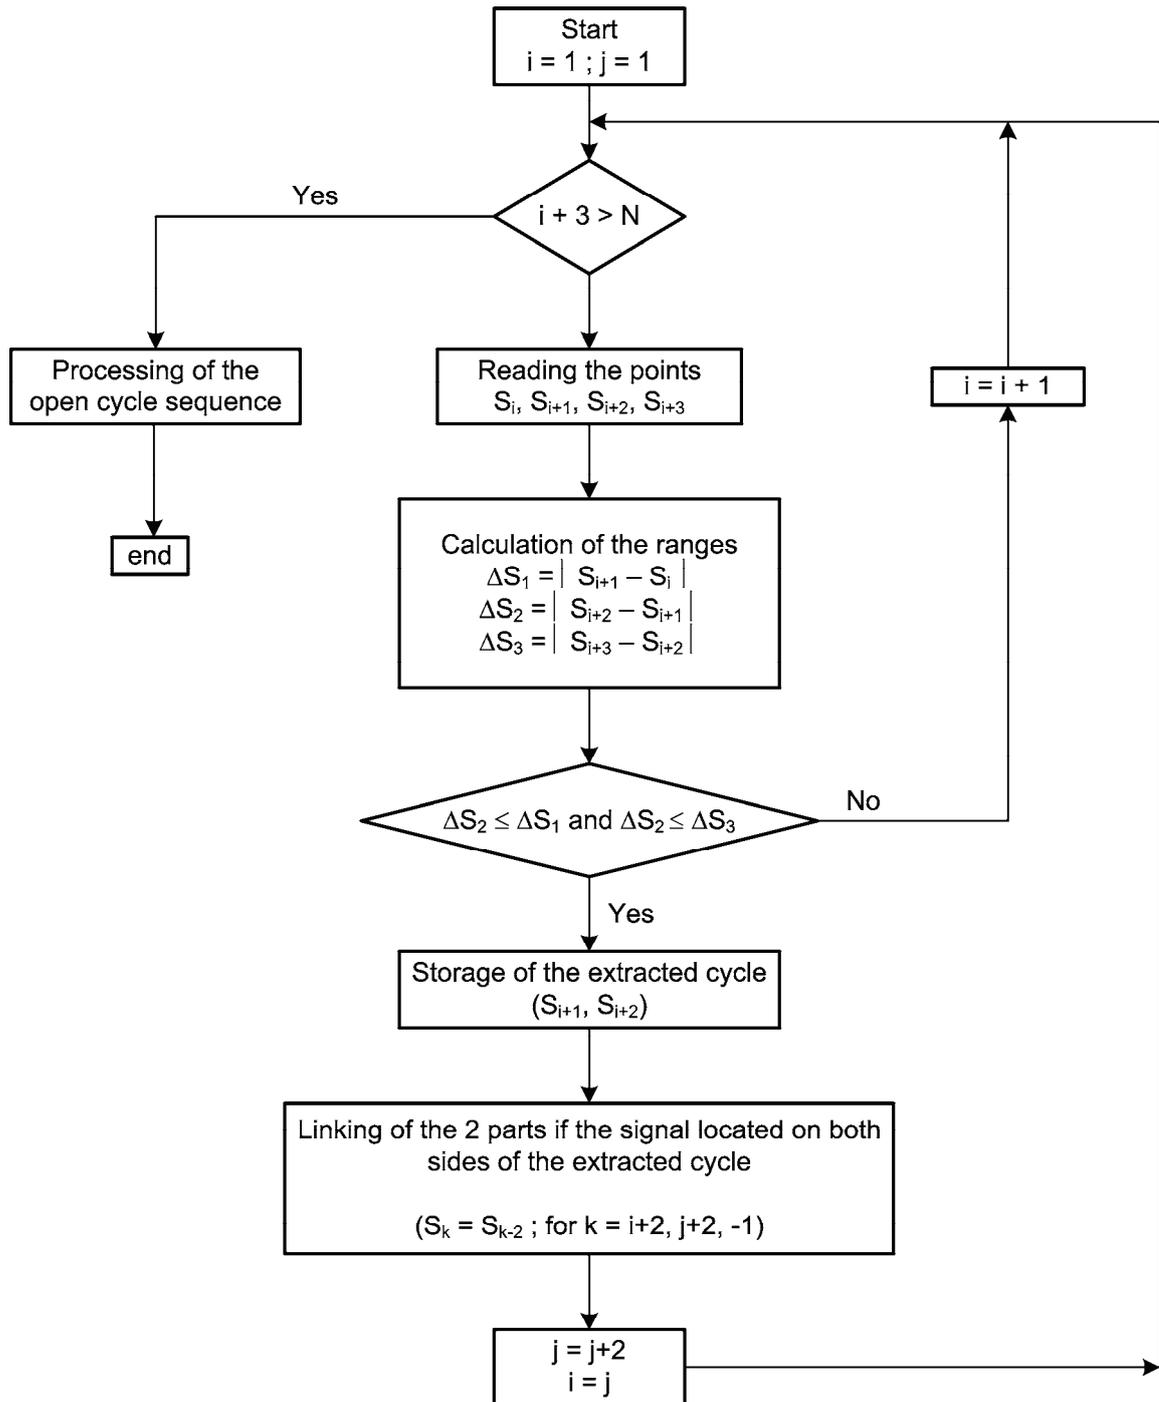 Start
i = 1 ; j = 1
i + 3 > N
Yes
Processing of the
open cycle sequence
end
Reading the points
Sᵢ, Sᵢ₊₁, Sᵢ₊₂, Sᵢ₊₃
i = i + 1
Calculation of the ranges
ΔS₁ = | Sᵢ₊₁ – Sᵢ |
ΔS₂ = | Sᵢ₊₂ – Sᵢ₊₁ |
ΔS₃ = | Sᵢ₊₃ – Sᵢ₊₂ |
ΔS₂ ≤ ΔS₁ and ΔS₂ ≤ ΔS₃
No
Yes
Storage of the extracted cycle
(Sᵢ₊₁, Sᵢ₊₂)
Linking of the 2 parts if the signal located on both
sides of the extracted cycle
(Sₖ = Sₖ₋₂ ; for k = i+2, j+2, -1)
j = j+2
i = j